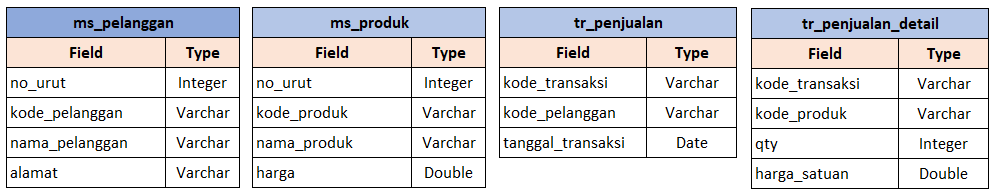 ms_pelanggan
Field Type
no_urut Integer
kode_pelanggan Varchar
nama_pelanggan Varchar
alamat Varchar
ms_produk
Field Type
no_urut Integer
kode_produk Varchar
nama_produk Varchar
harga Double
tr_penjualan
Field Type
kode_transaksi Varchar
kode_pelanggan Varchar
tanggal_transaksi Date
tr_penjualan_detail
Field Type
kode_transaksi Varchar
kode_produk Varchar
qty Integer
harga_satuan Double